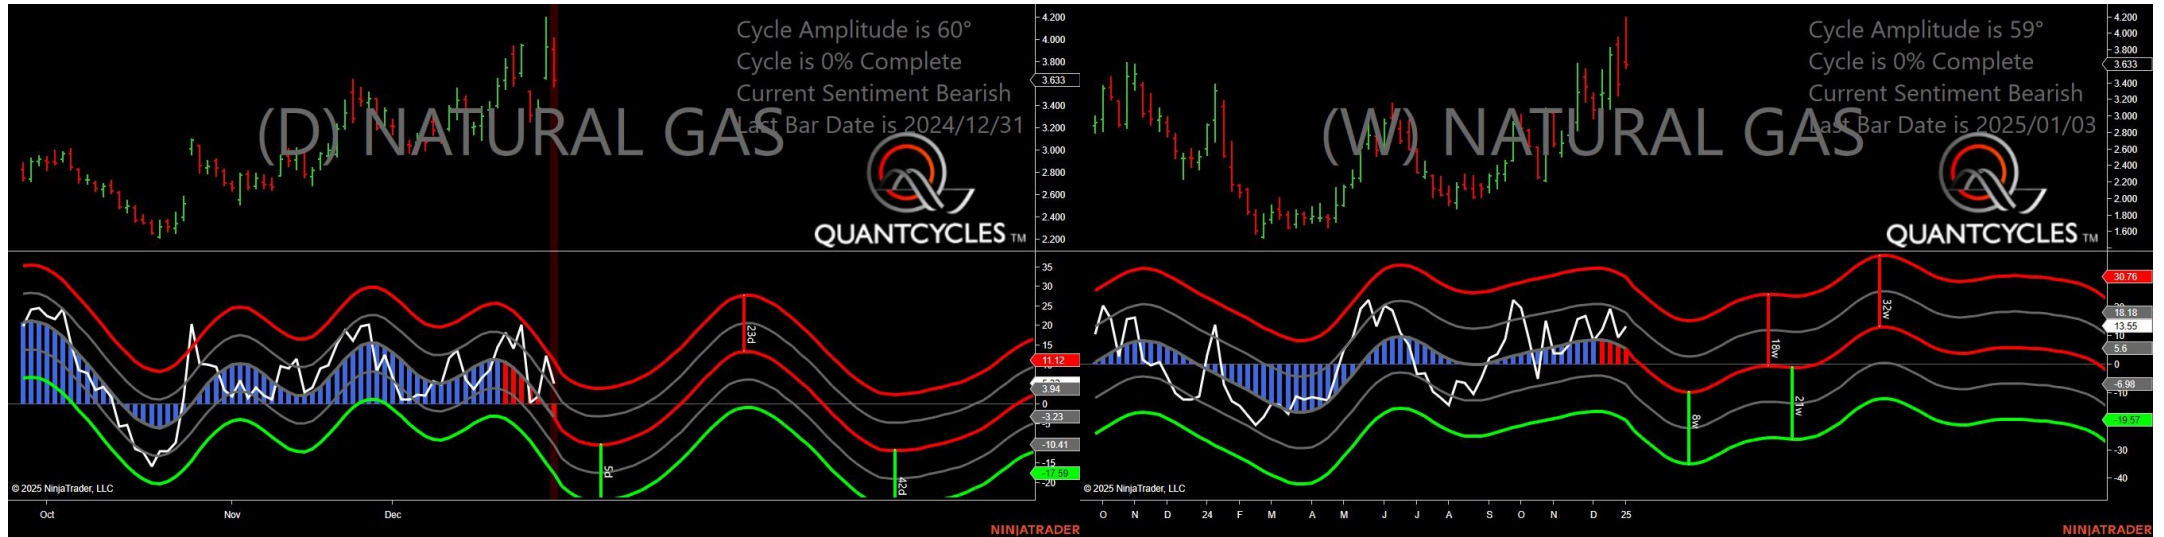 Cycle Amplitude is 60°
Cycle is 0% Complete
Current Sentiment Bearish
Last Bar Date is 2024/12/31
(D) NATURAL GAS
QUANTCYCLES TM
4.200
4.000
3.800
3.633
3.400
3.200
3.000
2.800
2.600
2.400
2.200
35
30
25
20
15
11.12
3.94
0
-3.23
-5
-10.41
-15
-17.59
-20
23d
5d
42d
© 2025 NinjaTrader, LLC
Oct Nov Dec
NINJATRADER
Cycle Amplitude is 59°
Cycle is 0% Complete
Current Sentiment Bearish
Last Bar Date is 2025/01/03
(W) NATURAL GAS
QUANTCYCLES TM
4.200
4.000
3.800
3.633
3.400
3.200
3.000
2.800
2.600
2.400
2.200
2.000
1.800
1.600
30.76
18.18
13.55
10
5.6
0
-6.98
-10
-19.57
-30
-40
18w
32w
8w
21w
© 2025 NinjaTrader, LLC
O N D 24 F M A M J J A S O N D 25
NINJATRADER